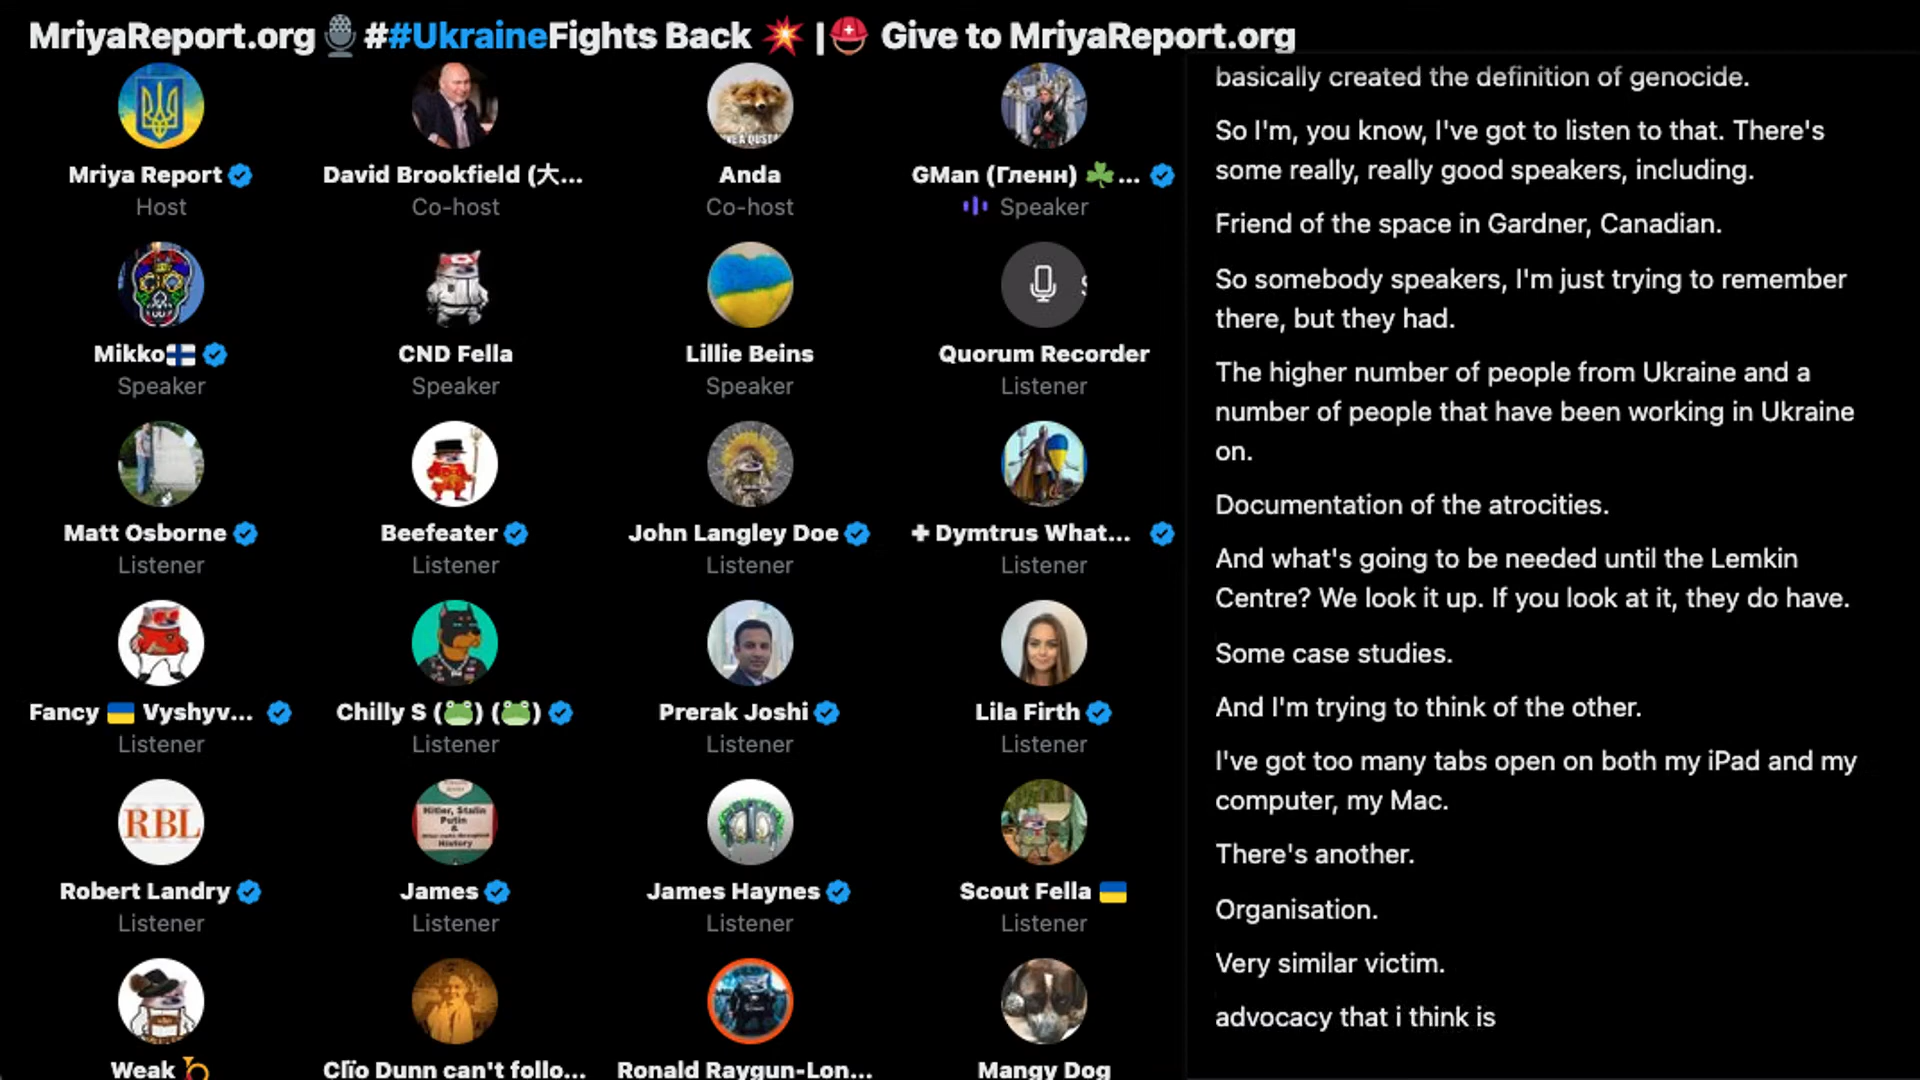 MriyaReport.org🎙️##UkraineFights Back 💥 |⛑️ Give to MriyaReport.org
Mriya Report
Host
David Brookfield (大...
Co-host
Anda
Co-host
GMan (Гленн) ☘️...
Speaker
Mikko🇫🇮
Speaker
CND Fella
Speaker
Lillie Beins
Speaker
Quorum Recorder
Listener
Matt Osborne
Listener
Beefeater
Listener
John Langley Doe
Listener
✚ Dymtrus What...
Listener
Fancy 🇺🇦 Vyshyv...
Listener
Chilly S (🐸) (🐸)
Listener
Prerak Joshi
Listener
Lila Firth
Listener
RBL
Robert Landry
Listener
Hitler, Stalin
Putin
&
History
James
Listener
James Haynes
Listener
Scout Fella 🇺🇦
Listener
Weak
Clïo Dunn can't follo...
Ronald Raygun-Lon...
Mangy Dog
basically created the definition of genocide.
So I'm, you know, I've got to listen to that. There's
some really, really good speakers, including.
Friend of the space in Gardner, Canadian.
So somebody speakers, I'm just trying to remember
there, but they had.
The higher number of people from Ukraine and a
number of people that have been working in Ukraine
on.
Documentation of the atrocities.
And what's going to be needed until the Lemkin
Centre? We look it up. If you look at it, they do have.
Some case studies.
And I'm trying to think of the other.
I've got too many tabs open on both my iPad and my
computer, my Mac.
There's another.
Organisation.
Very similar victim.
advocacy that i think is